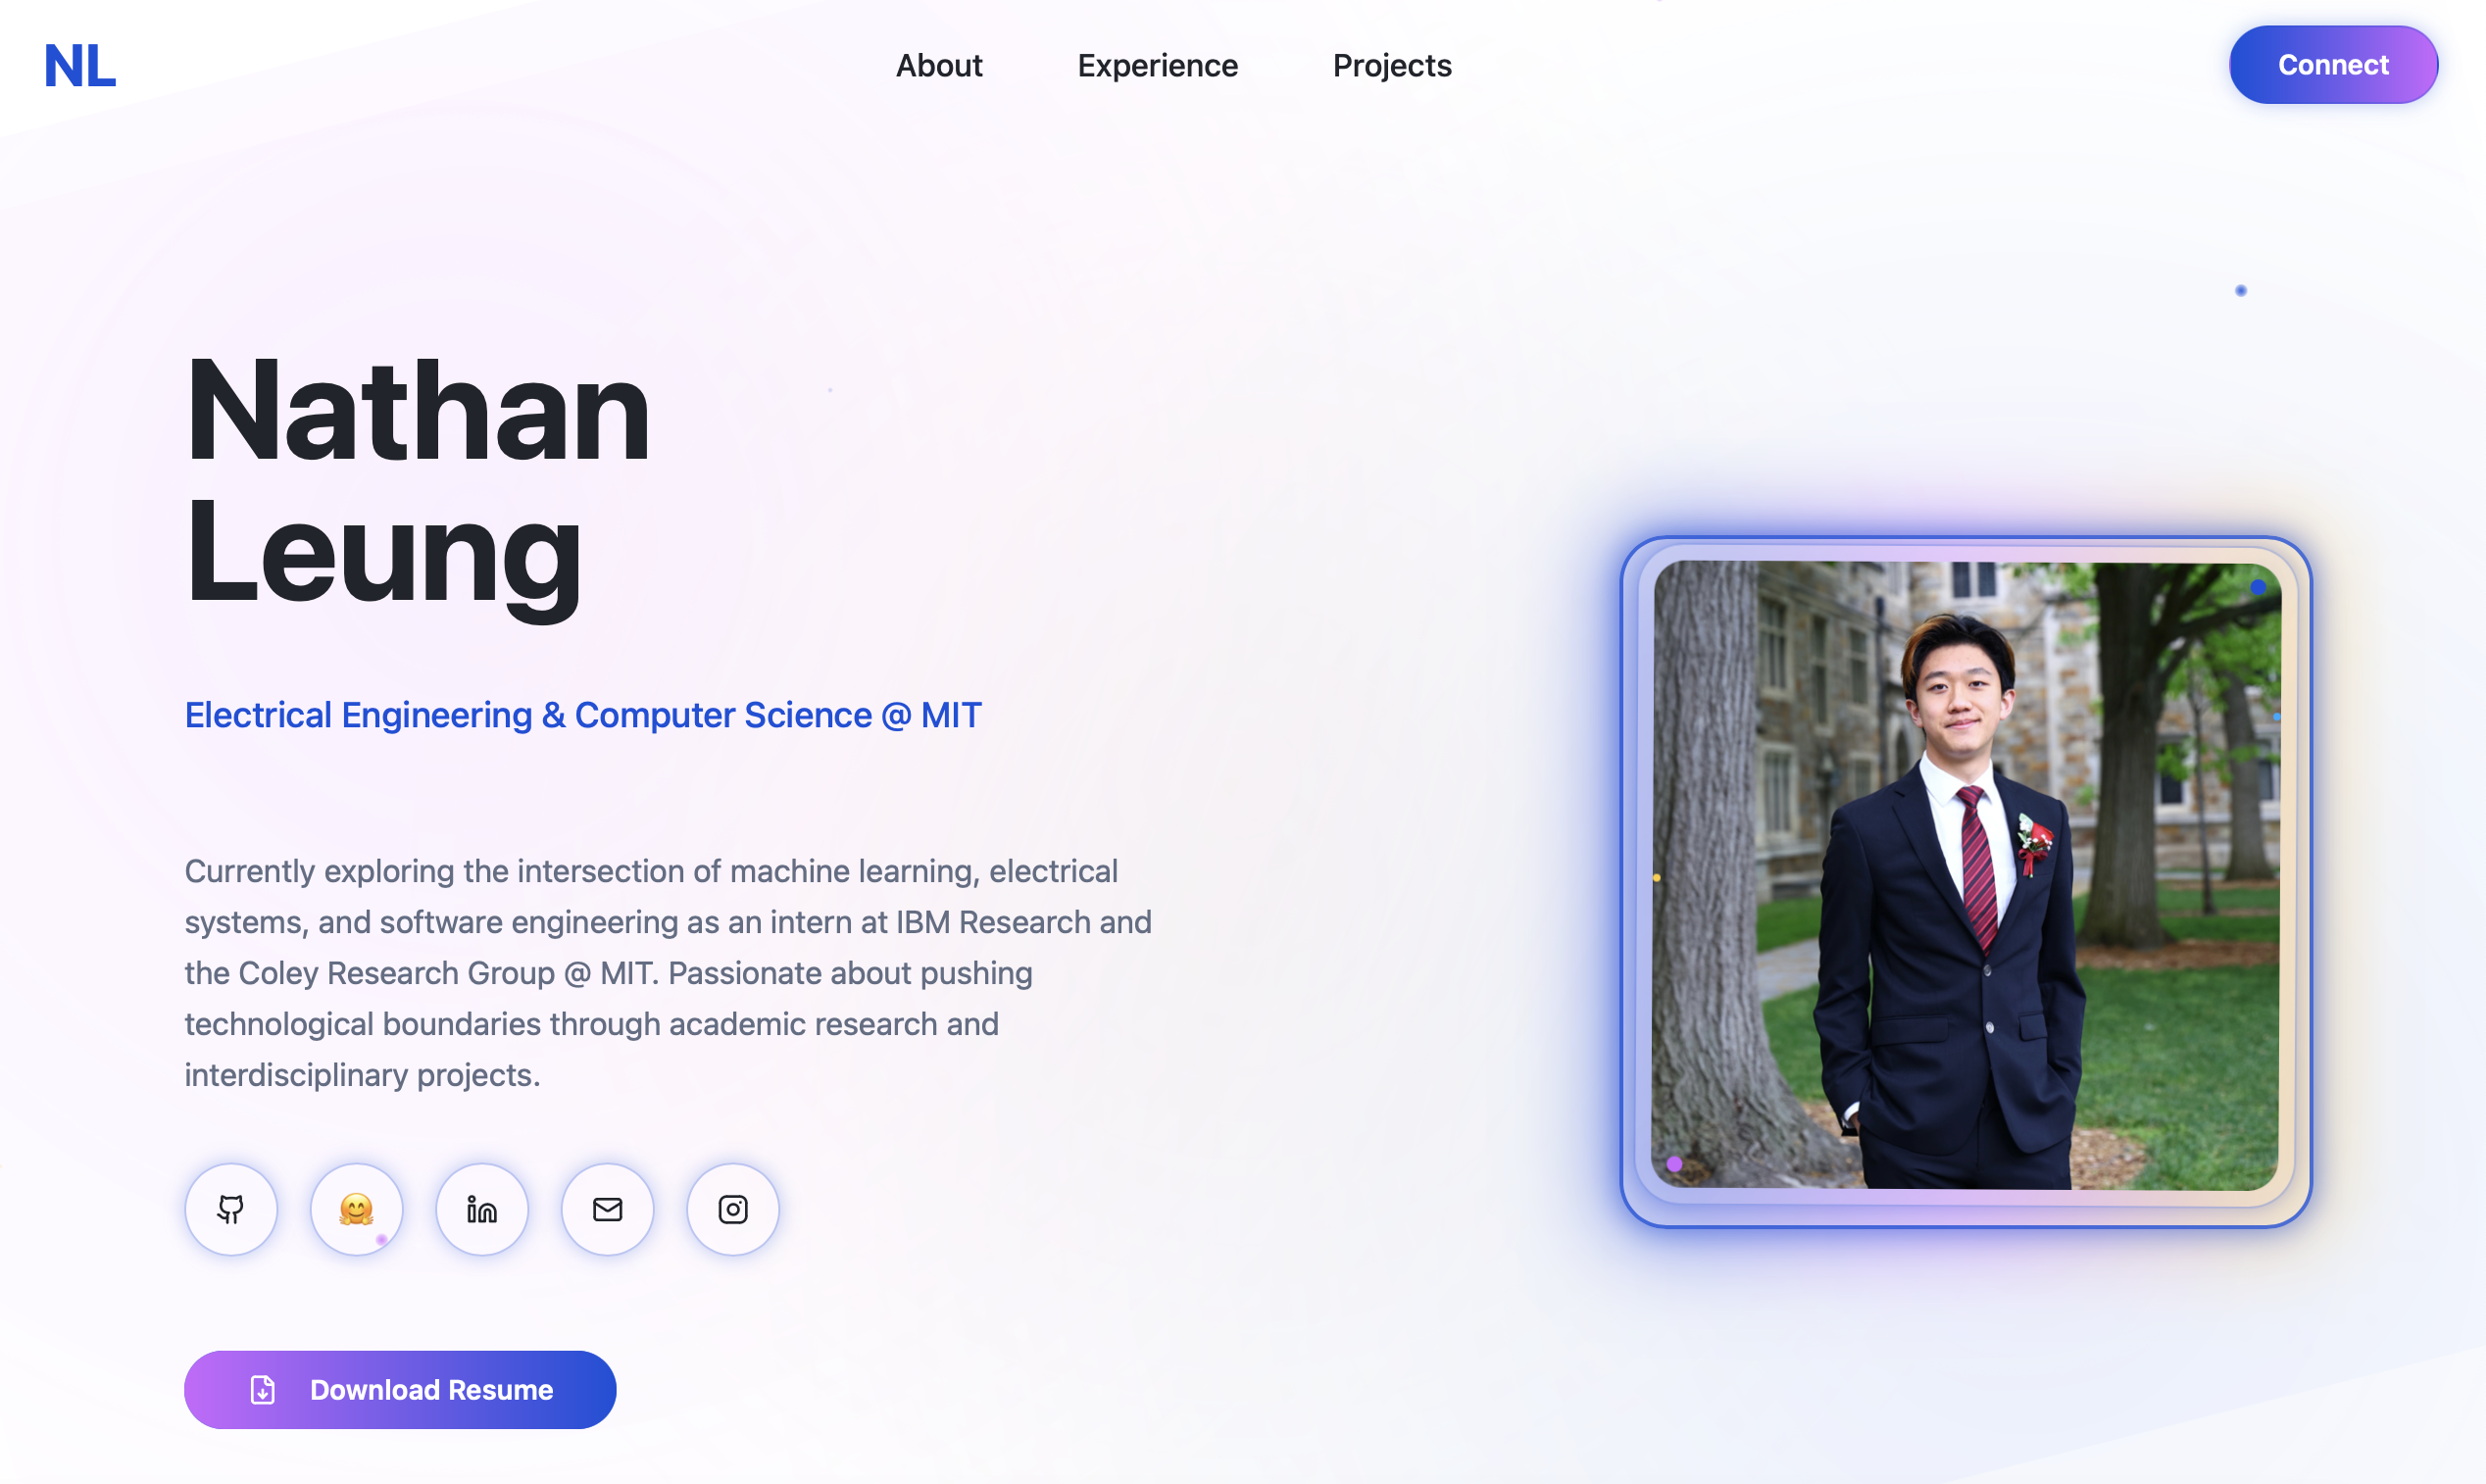 NL
About
Experience
Projects
Connect
Nathan
Leung
Electrical Engineering & Computer Science @ MIT
Currently exploring the intersection of machine learning, electrical
systems, and software engineering as an intern at IBM Research and
the Coley Research Group @ MIT. Passionate about pushing
technological boundaries through academic research and
interdisciplinary projects.
Download Resume